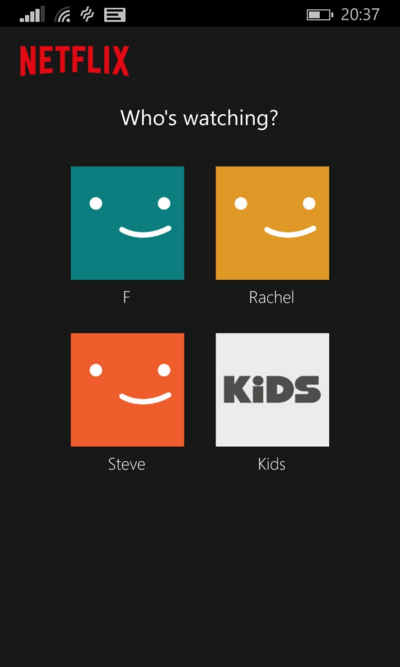 20:37
NETFLIX
Who's watching?
F
Rachel
KiDS
Steve
Kids